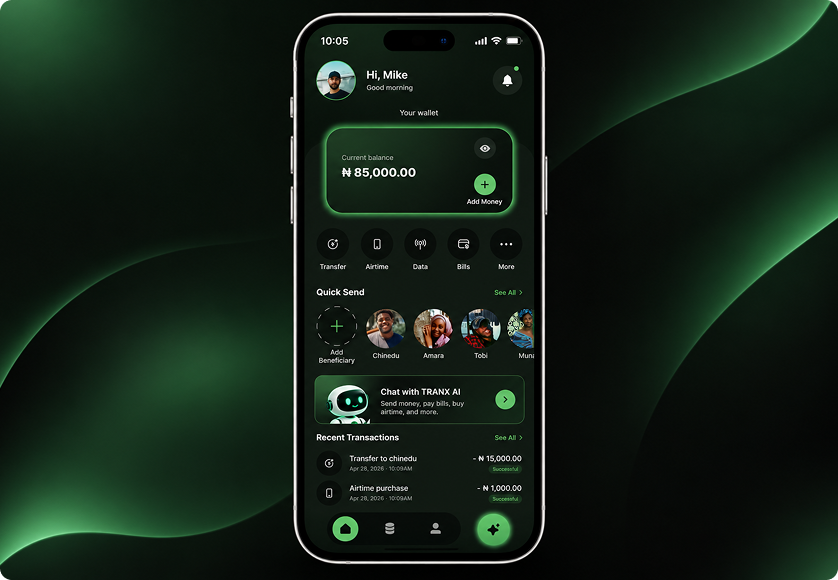 10:05
Hi, Mike
Good morning
Your wallet
Current balance
₦ 85,000.00
Add Money
Transfer
Airtime
Data
Bills
More
Quick Send
See All
Add
Beneficiary
Chinedu
Amara
Tobi
Muna
Chat with TRANX AI
Send money, pay bills, buy
airtime, and more.
Recent Transactions
See All
Transfer to chinedu
- ₦ 15,000.00
Apr 28, 2026 · 10:09AM
Successful
Airtime purchase
- ₦ 1,000.00
Apr 28, 2026 · 10:09AM
Successful